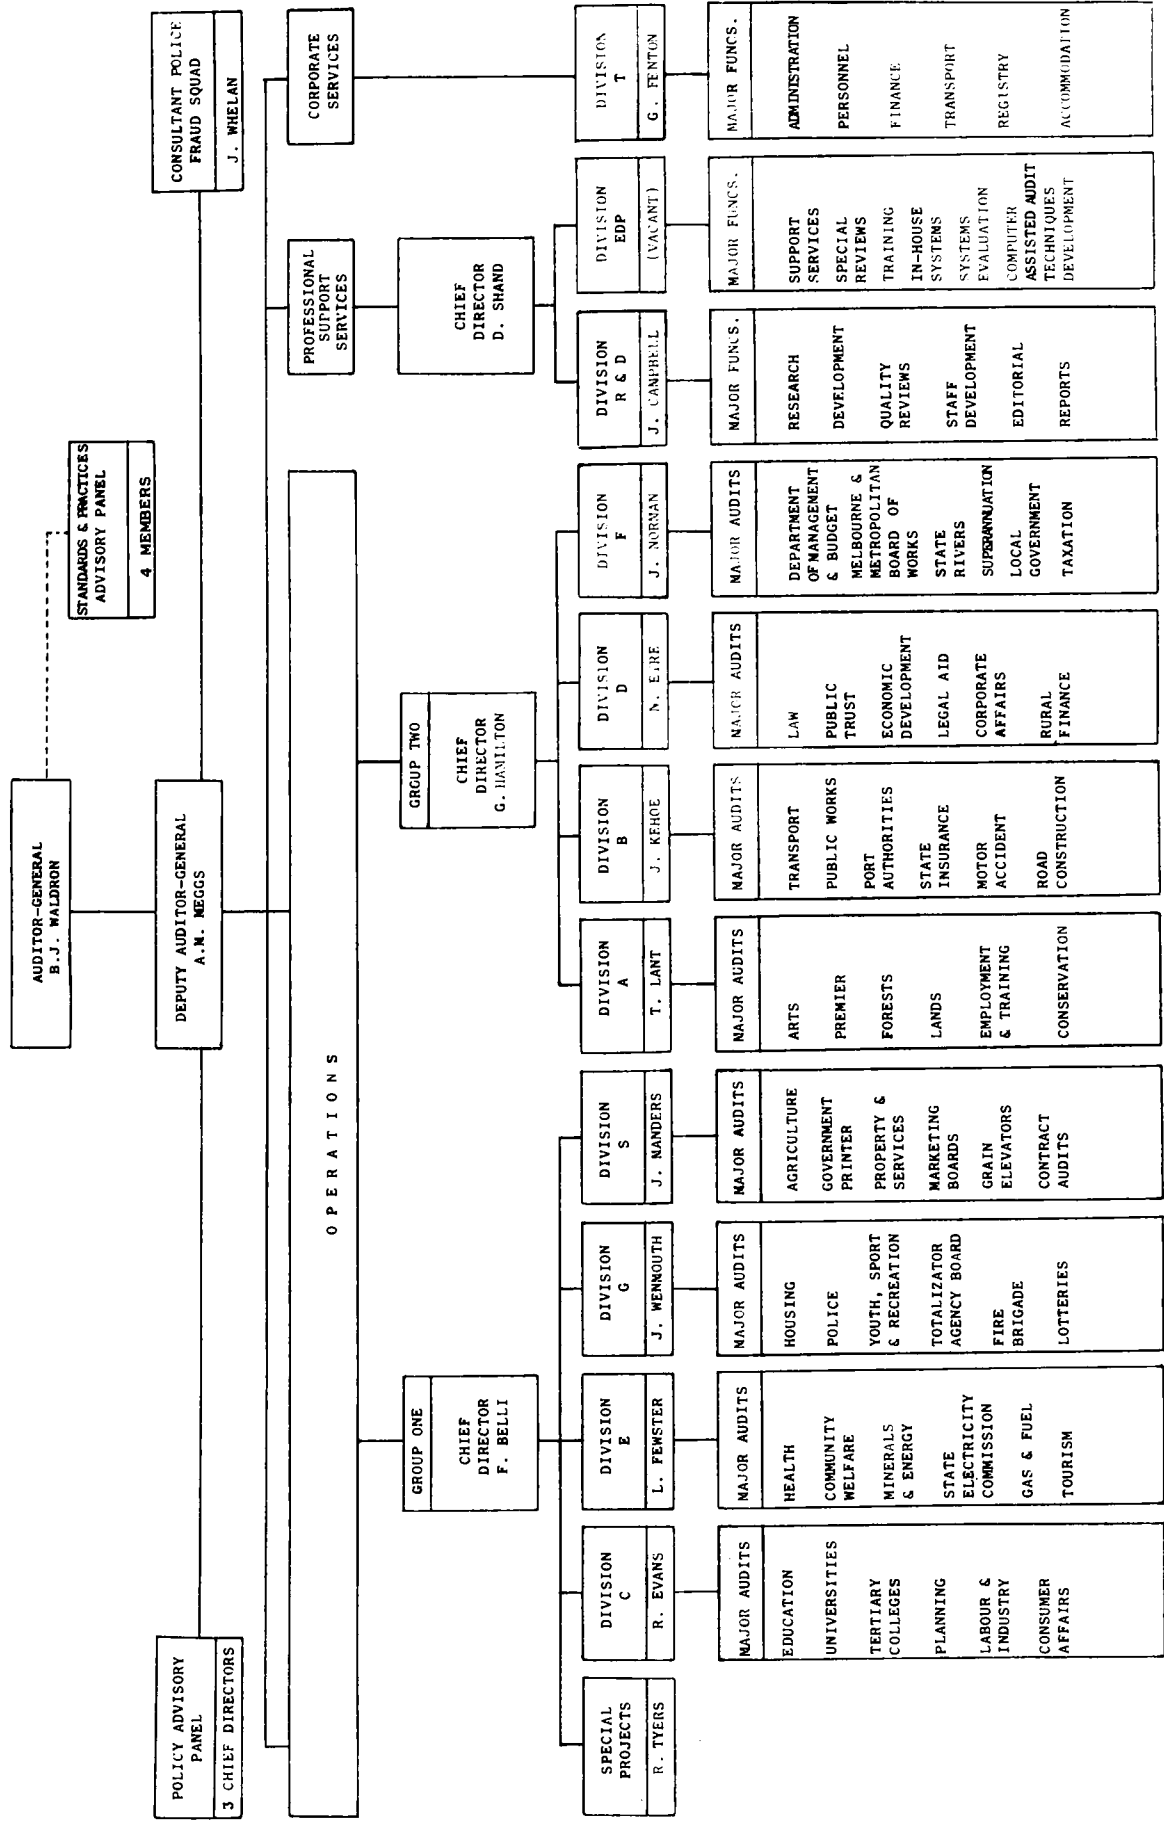 AUDITOR-GENERAL
B.J. WALDRON
STANDARDS & PRACTICES
ADVISORY PANEL
4 MEMBERS
POLICY ADVISORY
PANEL
3 CHIEF DIRECTORS
DEPUTY AUDITOR-GENERAL
A.M. MEGGS
CONSULTANT POLICE
FRAUD SQUAD
J. WHELAN
OPERATIONS
PROFESSIONAL
SUPPORT
SERVICES
CORPORATE
SERVICES
GROUP ONE
CHIEF
DIRECTOR
F. BELLI
GROUP TWO
CHIEF
DIRECTOR
G. HAMILTON
CHIEF
DIRECTOR
D. SHAND
SPECIAL
PROJECTS
R. TYERS
DIVISION
C
R. EVANS
MAJOR AUDITS
EDUCATION
UNIVERSITIES
TERTIARY
COLLEGES
PLANNING
LABOUR &
INDUSTRY
CONSUMER
AFFAIRS
DIVISION
E
L. FEWSTER
MAJOR AUDITS
HEALTH
COMMUNITY
WELFARE
MINERALS
& ENERGY
STATE
ELECTRICITY
COMMISSION
GAS & FUEL
TOURISM
DIVISION
G
J. WENMOUTH
MAJOR AUDITS
HOUSING
POLICE
YOUTH, SPORT
& RECREATION
TOTALIZATOR
AGENCY BOARD
FIRE
BRIGADE
LOTTERIES
DIVISION
S
J. MANDERS
MAJOR AUDITS
AGRICULTURE
GOVERNMENT
PRINTER
PROPERTY &
SERVICES
MARKETING
BOARDS
GRAIN
ELEVATORS
CONTRACT
AUDITS
DIVISION
A
T. LANT
MAJOR AUDITS
ARTS
PREMIER
FORESTS
LANDS
EMPLOYMENT
& TRAINING
CONSERVATION
DIVISION
B
J. KEHOE
MAJOR AUDITS
TRANSPORT
PUBLIC WORKS
PORT
AUTHORITIES
STATE
INSURANCE
MOTOR
ACCIDENT
ROAD
CONSTRUCTION
DIVISION
D
N. EYRE
MAJOR AUDITS
LAW
PUBLIC
TRUST
ECONOMIC
DEVELOPMENT
LEGAL AID
CORPORATE
AFFAIRS
RURAL
FINANCE
DIVISION
F
J. NORMAN
MAJOR AUDITS
DEPARTMENT
OF MANAGEMENT
& BUDGET
MELBOURNE &
METROPOLITAN
BOARD OF
WORKS
STATE
RIVERS
SUPERANNUATION
LOCAL
GOVERNMENT
TAXATION
DIVISION
R & D
J. CAMPBELL
MAJOR FUNCS.
RESEARCH
DEVELOPMENT
QUALITY
REVIEWS
STAFF
DEVELOPMENT
EDITORIAL
REPORTS
DIVISION
EDP
(VACANT)
MAJOR FUNCS.
SUPPORT
SERVICES
SPECIAL
REVIEWS
TRAINING
IN-HOUSE
SYSTEMS
SYSTEMS
EVALUATION
COMPUTER
ASSISTED AUDIT
TECHNIQUES
DEVELOPMENT
DIVISION
T
G. FENTON
MAJOR FUNCS.
ADMINISTRATION
PERSONNEL
FINANCE
TRANSPORT
REGISTRY
ACCOMMODATION